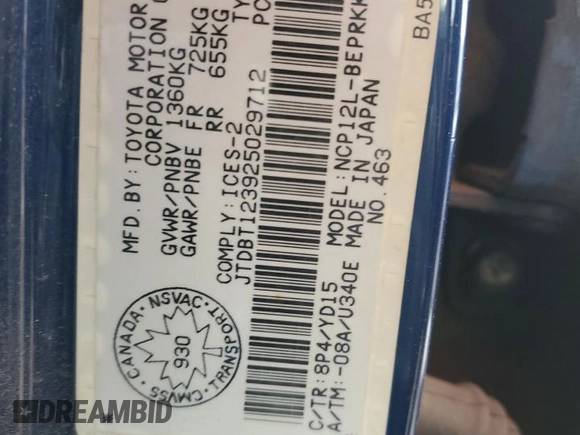 MFD. BY: TOYOTA MOTOR
CORPORATION
GVWR/PNBV 1360KG
GAWR/PNBE FR 725KG
RR 655KG
COMPLY: ICES-2
JTDBT123925029712
C/TR: 8P4/YD15
A/TM: -08A/U340E
MODEL: NCP12L-BEPRKK
MADE IN JAPAN
NO. 463
BA5
CANADA · NSVAC · TRANSPORT · CMVSS
930
DREAMBID